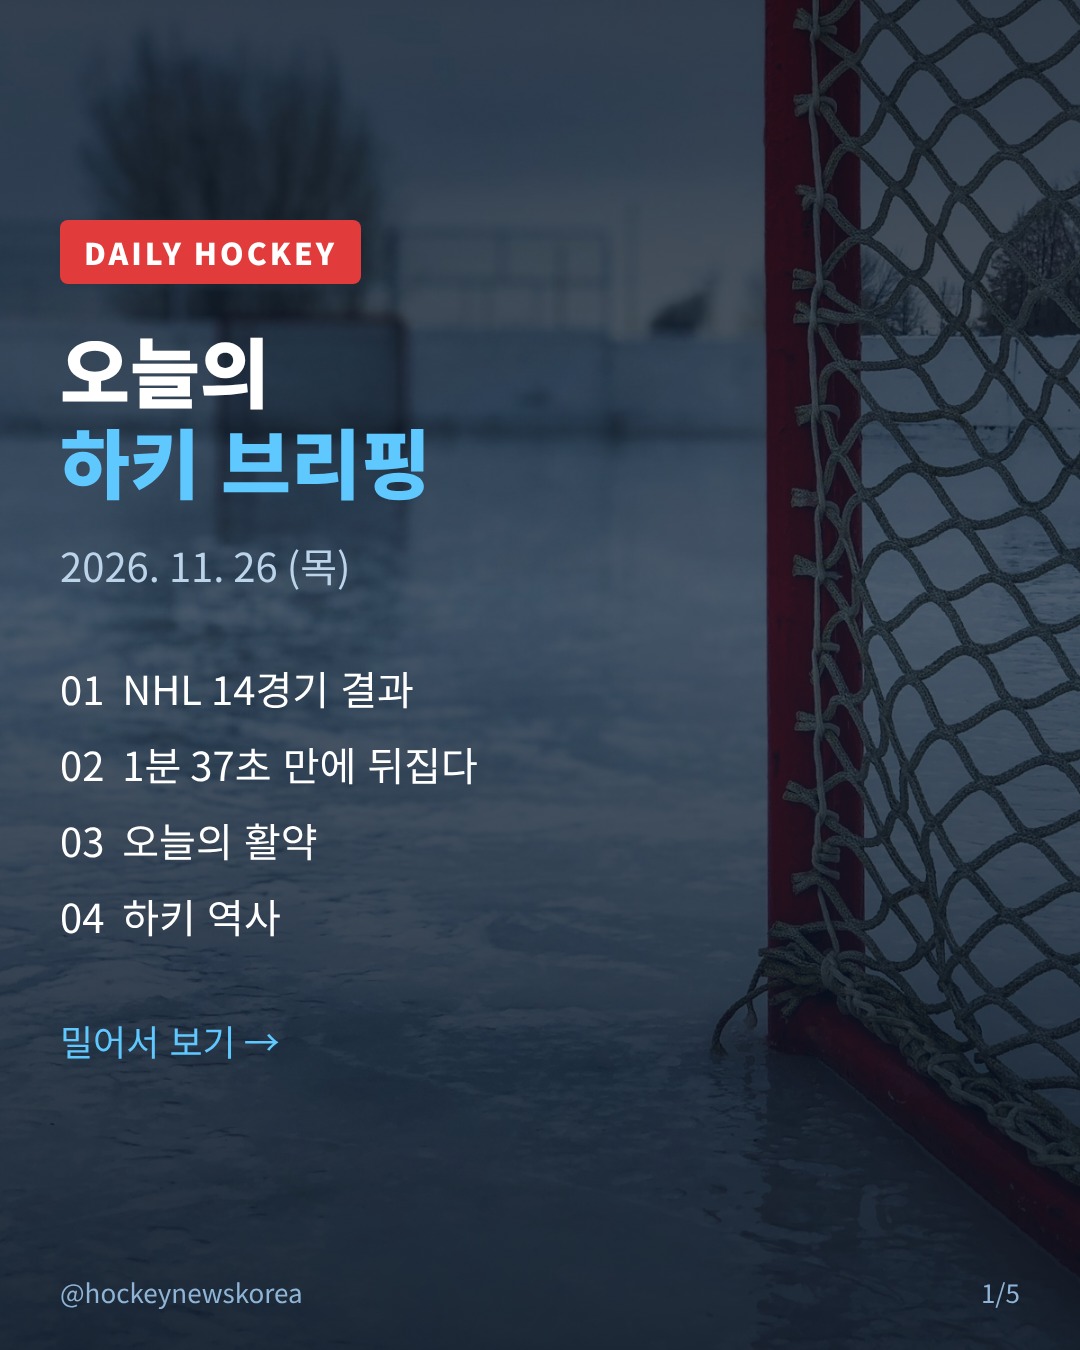 DAILY HOCKEY
오늘의
하키 브리핑
2026. 11. 26 (목)
01 NHL 14경기 결과
02 1분 37초 만에 뒤집다
03 오늘의 활약
04 하키 역사
밀어서 보기 →
@hockeynewskorea
1/5